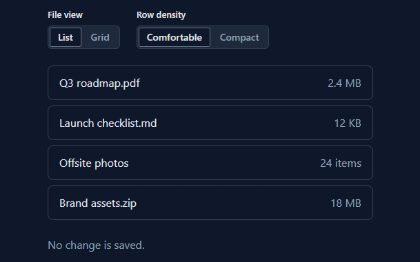 File view Row density
List Grid Comfortable Compact
Q3 roadmap.pdf 2.4 MB
Launch checklist.md 12 KB
Offsite photos 24 items
Brand assets.zip 18 MB
No change is saved.